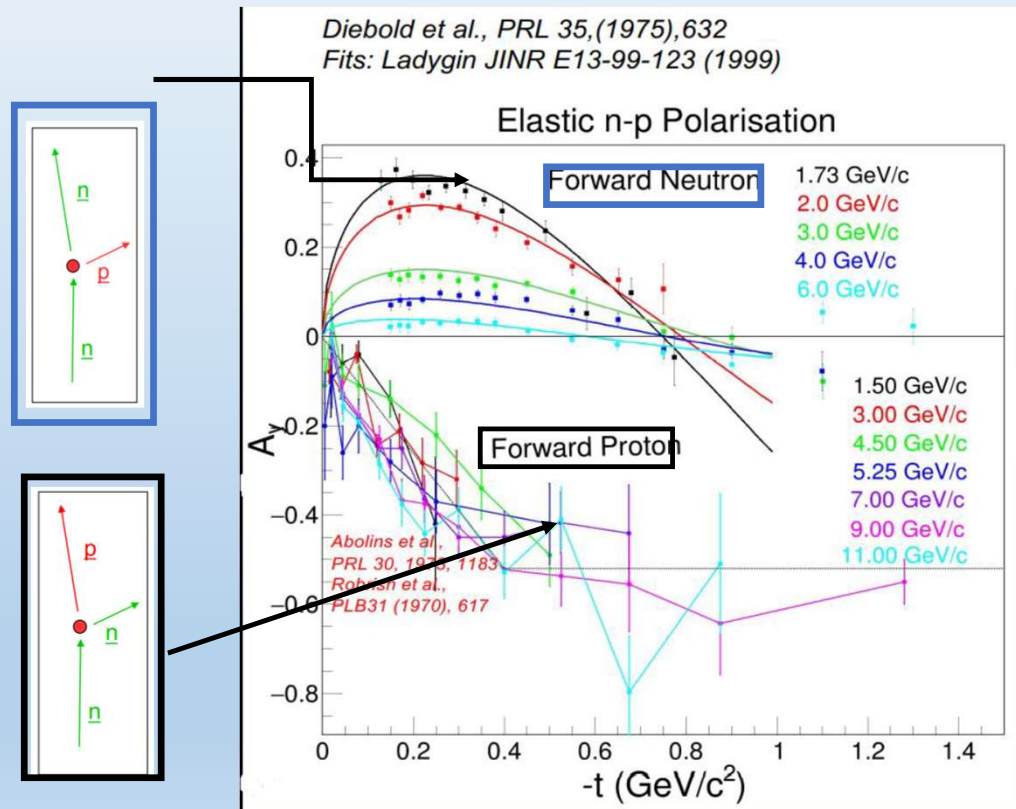 Diebold et al., PRL 35,(1975),632
Fits: Ladygin JINR E13-99-123 (1999)
Elastic n-p Polarisation
n
p
n
Forward Neutron
1.73 GeV/c
2.0 GeV/c
3.0 GeV/c
4.0 GeV/c
6.0 GeV/c
0.4
0.2
0
−0.2
−0.4
−0.6
−0.8
A_y
Forward Proton
1.50 GeV/c
3.00 GeV/c
4.50 GeV/c
5.25 GeV/c
7.00 GeV/c
9.00 GeV/c
11.00 GeV/c
p
n
n
Abolins et al.,
PRL 30, 1973, 1183
et al.,
PLB31 (1970), 617
0 0.2 0.4 0.6 0.8 1 1.2 1.4
-t (GeV/c²)